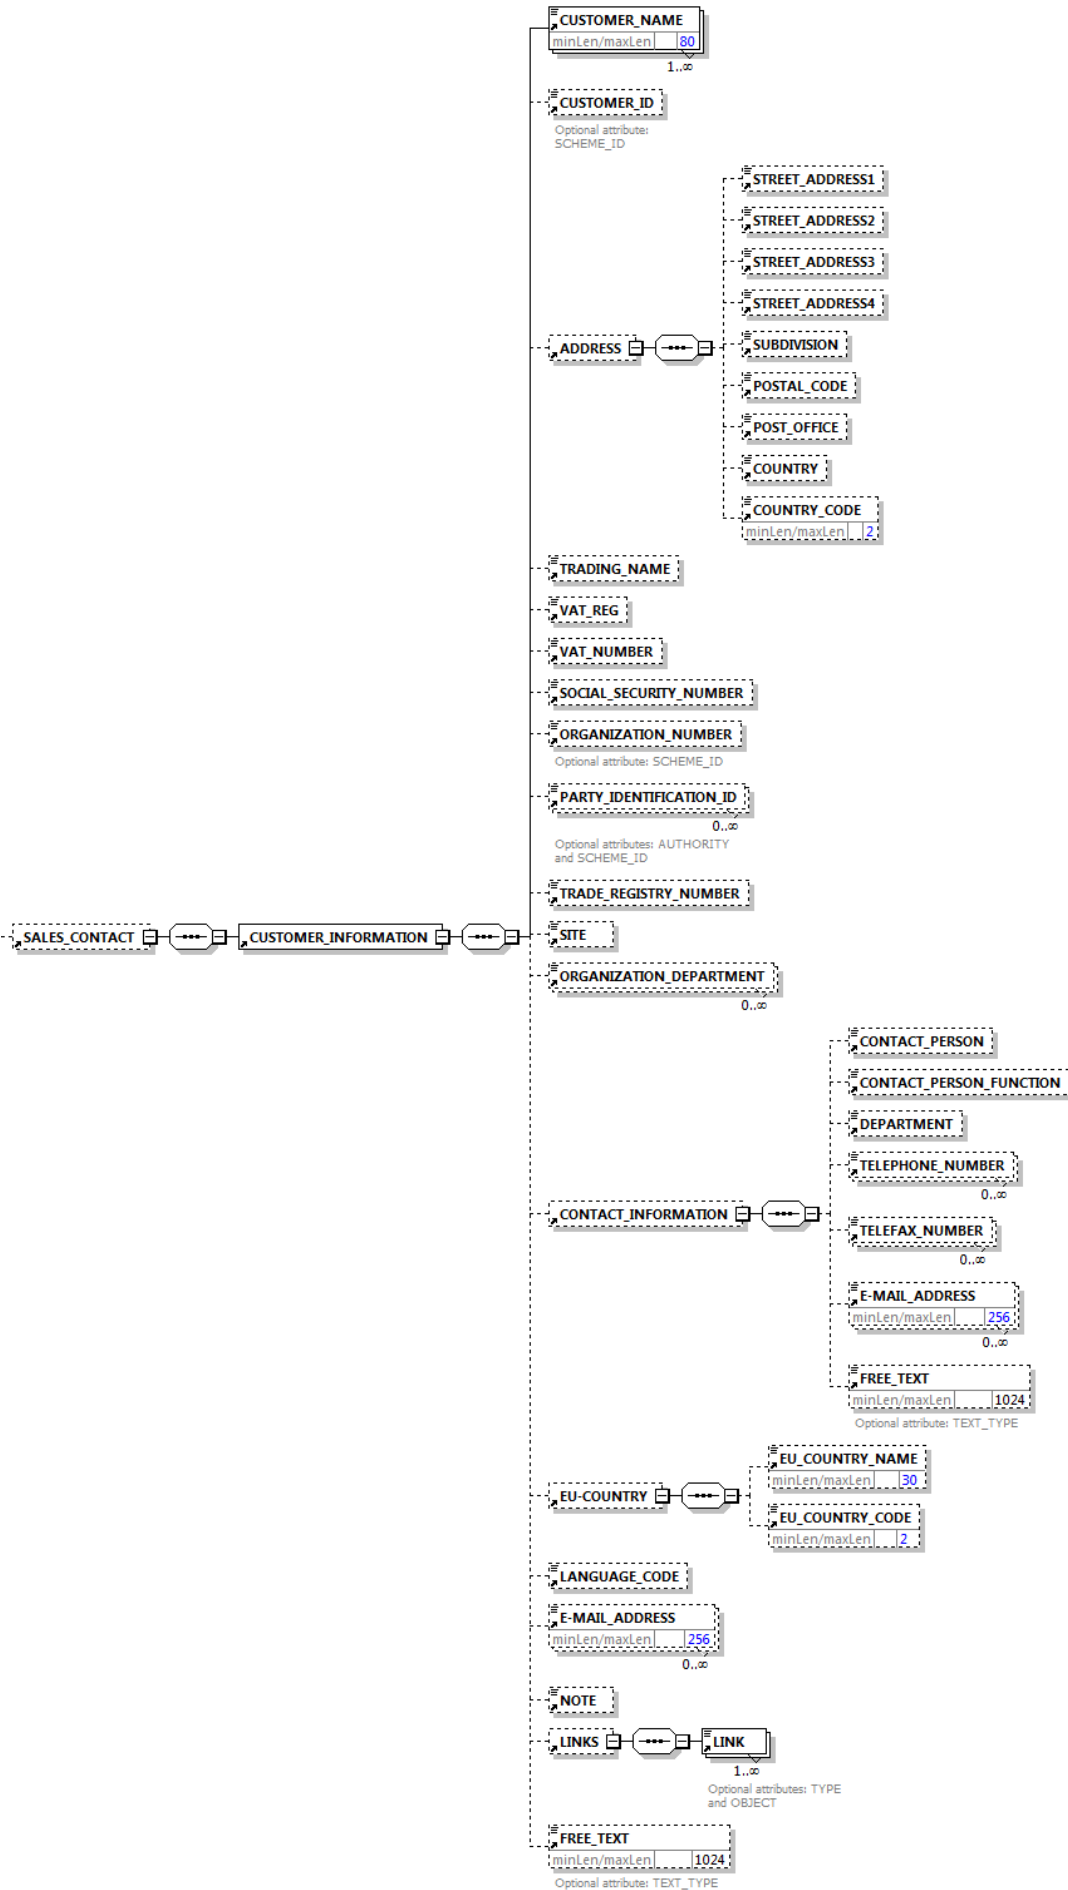 CUSTOMER_NAME
minLen/maxLen 80
1..∞
CUSTOMER_ID
Optional attribute:
SCHEME_ID
STREET_ADDRESS1
STREET_ADDRESS2
STREET_ADDRESS3
STREET_ADDRESS4
ADDRESS
SUBDIVISION
POSTAL_CODE
POST_OFFICE
COUNTRY
COUNTRY_CODE
minLen/maxLen 2
TRADING_NAME
VAT_REG
VAT_NUMBER
SOCIAL_SECURITY_NUMBER
ORGANIZATION_NUMBER
Optional attribute: SCHEME_ID
PARTY_IDENTIFICATION_ID
0..∞
Optional attributes: AUTHORITY
and SCHEME_ID
TRADE_REGISTRY_NUMBER
SALES_CONTACT
CUSTOMER_INFORMATION
SITE
ORGANIZATION_DEPARTMENT
0..∞
CONTACT_PERSON
CONTACT_PERSON_FUNCTION
DEPARTMENT
TELEPHONE_NUMBER
0..∞
CONTACT_INFORMATION
TELEFAX_NUMBER
0..∞
E-MAIL_ADDRESS
minLen/maxLen 256
0..∞
FREE_TEXT
minLen/maxLen 1024
Optional attribute: TEXT_TYPE
EU_COUNTRY_NAME
minLen/maxLen 30
EU-COUNTRY
EU_COUNTRY_CODE
minLen/maxLen 2
LANGUAGE_CODE
E-MAIL_ADDRESS
minLen/maxLen 256
0..∞
NOTE
LINKS
LINK
1..∞
Optional attributes: TYPE
and OBJECT
FREE_TEXT
minLen/maxLen 1024
Optional attribute: TEXT_TYPE